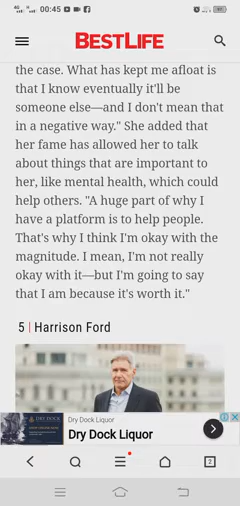 00:45
BESTLIFE
the case. What has kept me afloat is
that I know eventually it'll be
someone else—and I don't mean that
in a negative way." She added that
her fame has allowed her to talk
about things that are important to
her, like mental health, which could
help others. "A huge part of why I
have a platform is to help people.
That's why I think I'm okay with the
magnitude. I mean, I'm not really
okay with it—but I'm going to say
that I am because it's worth it."
5 | Harrison Ford
Dry Dock Liquor
Dry Dock Liquor
2